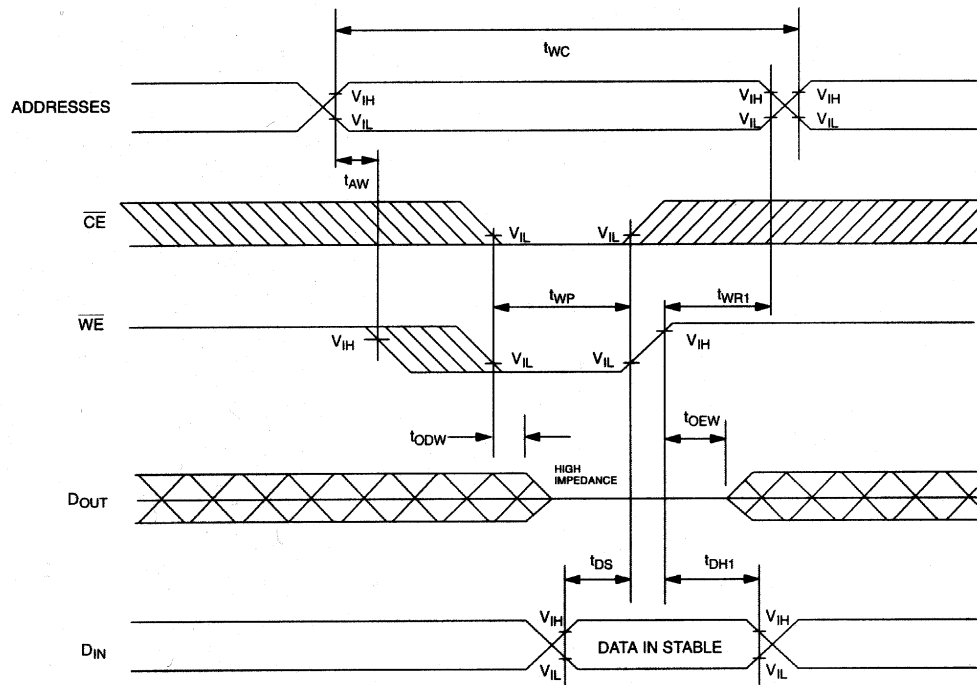 tWC
ADDRESSES
VIH
VIL
VIH
VIL
VIH
VIL
tAW
CE
VIL
VIL
tWP
tWR1
WE
VIH
VIL
VIL
VIH
tODW
tOEW
HIGH
IMPEDANCE
DOUT
tDS
tDH1
VIH
VIH
DIN
DATA IN STABLE
VIL
VIL